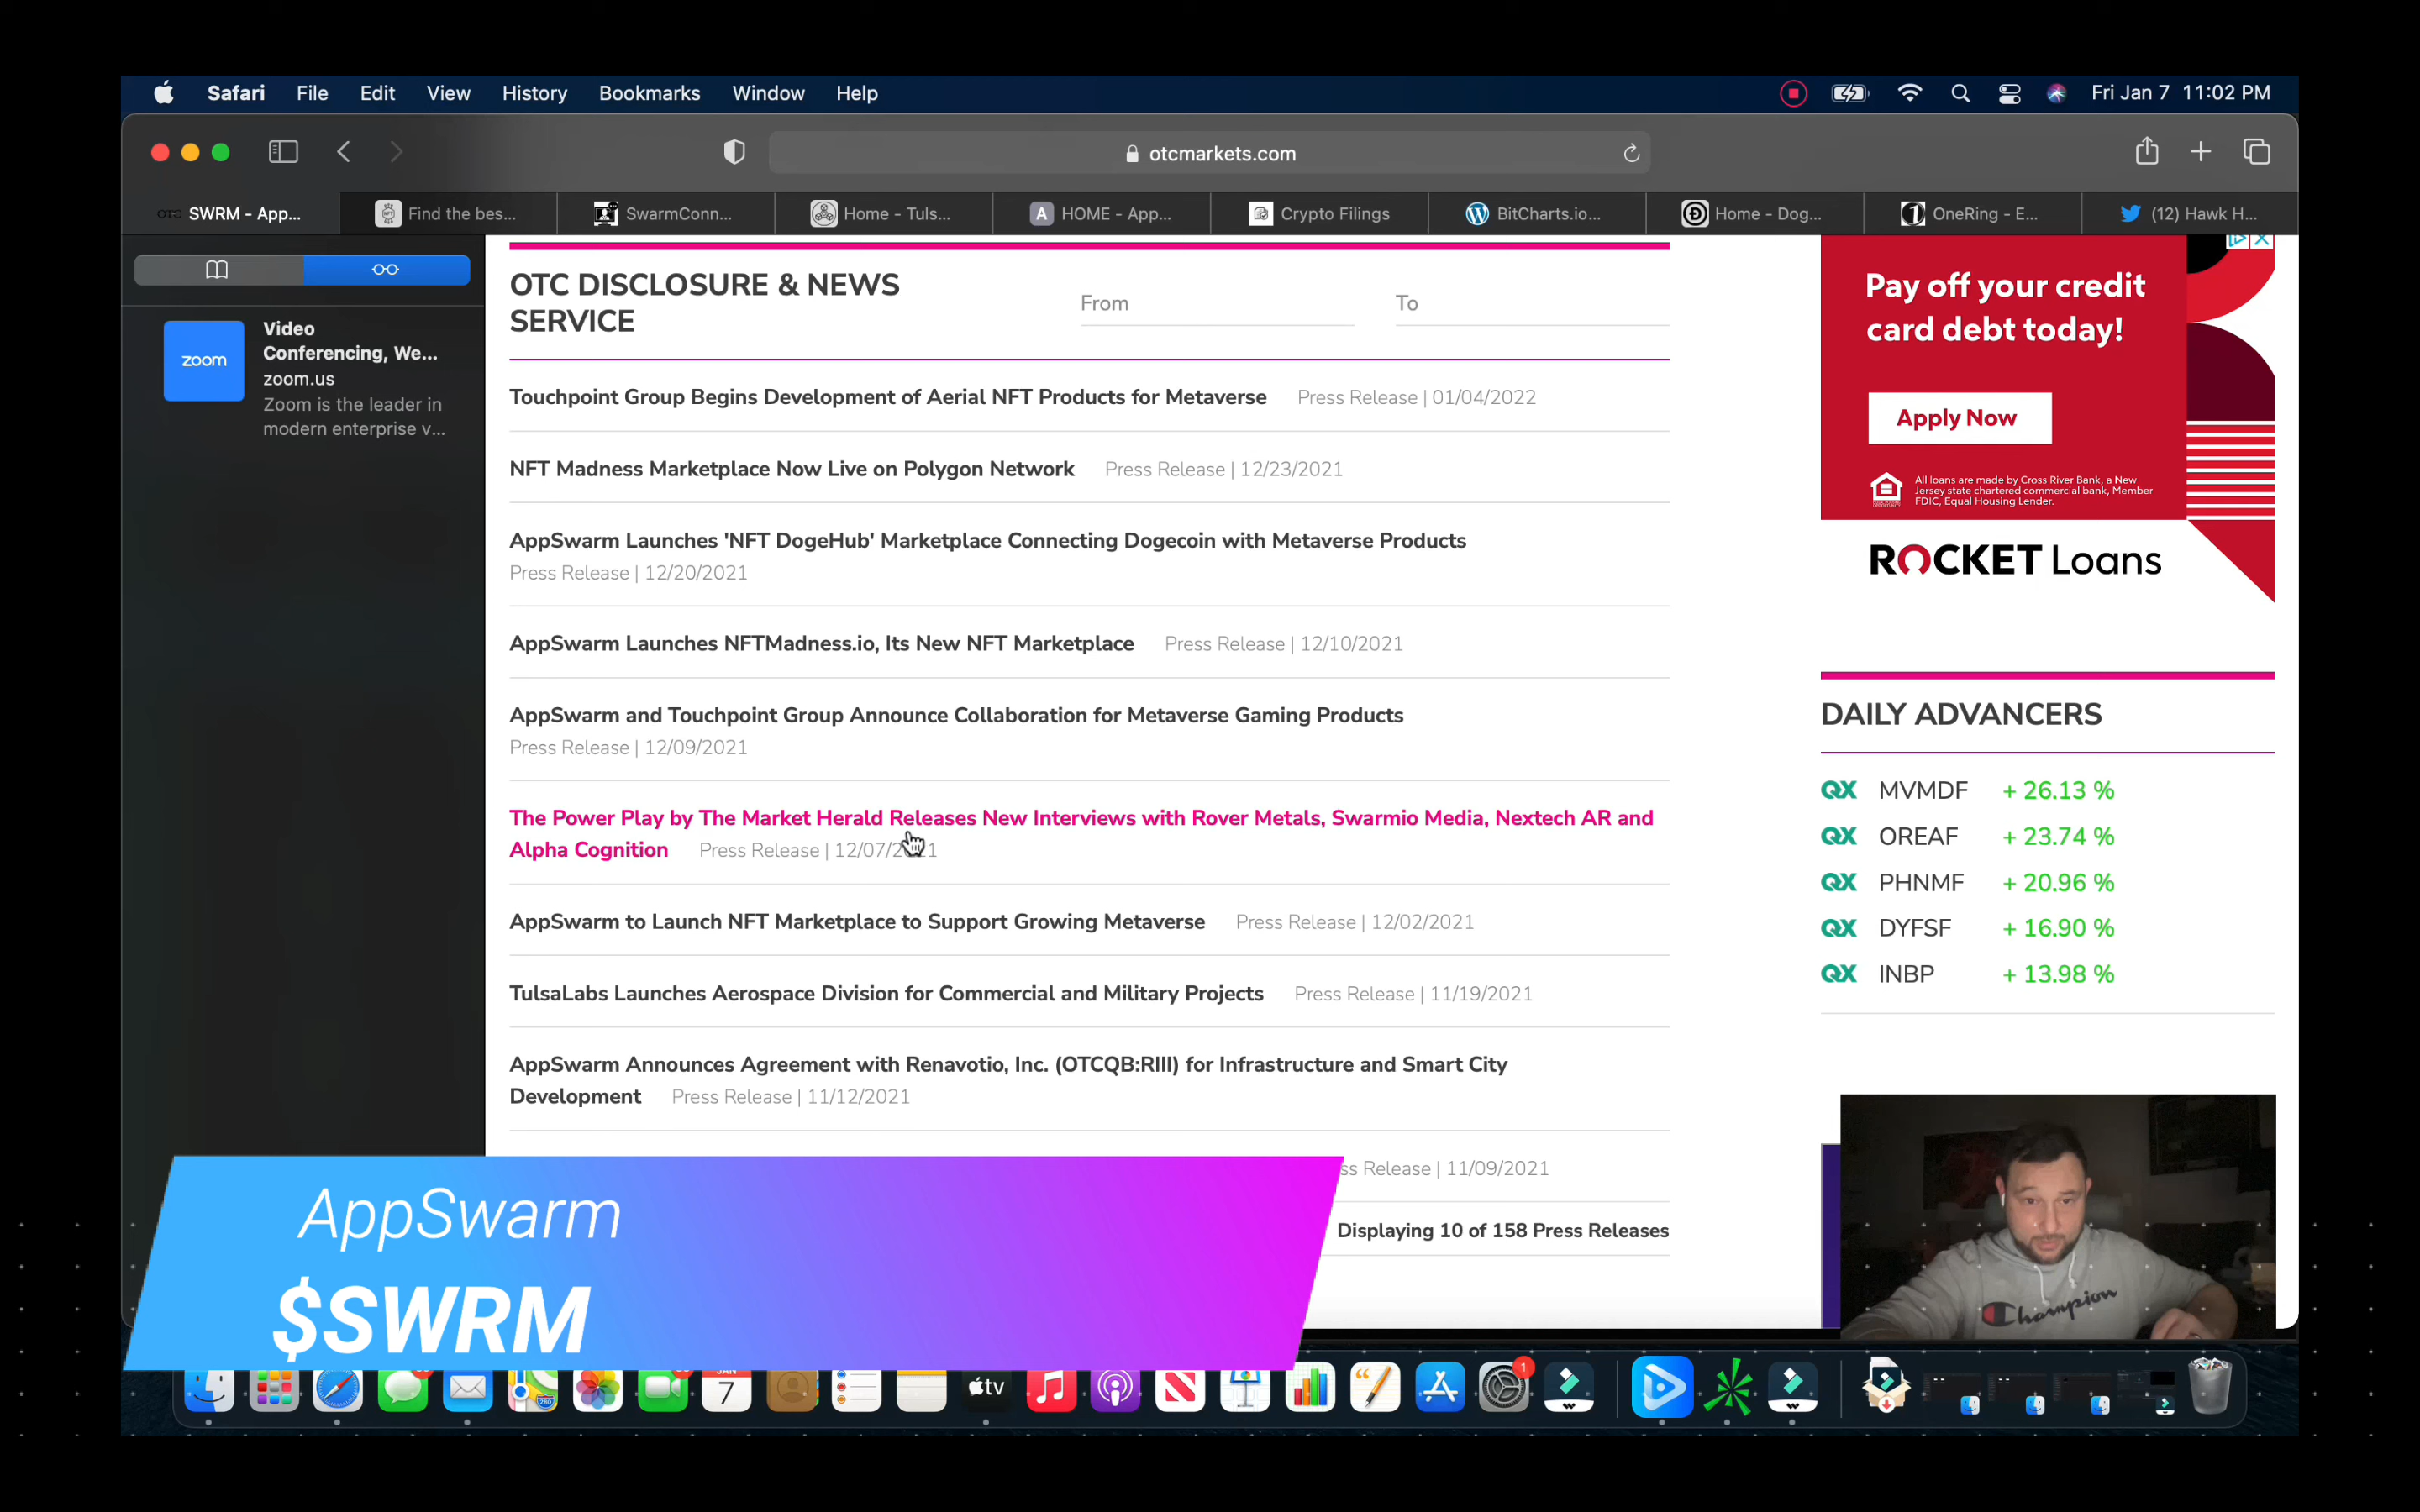 Safari File Edit View History Bookmarks Window Help Fri Jan 7 11:02 PM
otcmarkets.com
OTC SWRM - App... Find the bes... SwarmConn... Home - Tuls... A HOME - App... Crypto Filings BitCharts.io... Home - Dog... OneRing - E... (12) Hawk H...
zoom
Video
Conferencing, We...
zoom.us
Zoom is the leader in
modern enterprise v...
OTC DISCLOSURE & NEWS
SERVICE
From To
Touchpoint Group Begins Development of Aerial NFT Products for Metaverse Press Release | 01/04/2022
NFT Madness Marketplace Now Live on Polygon Network Press Release | 12/23/2021
AppSwarm Launches 'NFT DogeHub' Marketplace Connecting Dogecoin with Metaverse Products
Press Release | 12/20/2021
AppSwarm Launches NFTMadness.io, Its New NFT Marketplace Press Release | 12/10/2021
AppSwarm and Touchpoint Group Announce Collaboration for Metaverse Gaming Products
Press Release | 12/09/2021
The Power Play by The Market Herald Releases New Interviews with Rover Metals, Swarmio Media, Nextech AR and
Alpha Cognition Press Release | 12/07/2021
AppSwarm to Launch NFT Marketplace to Support Growing Metaverse Press Release | 12/02/2021
TulsaLabs Launches Aerospace Division for Commercial and Military Projects Press Release | 11/19/2021
AppSwarm Announces Agreement with Renavotio, Inc. (OTCQB:RIII) for Infrastructure and Smart City
Development Press Release | 11/12/2021
ss Release | 11/09/2021
Displaying 10 of 158 Press Releases
Pay off your credit
card debt today!
Apply Now
All loans are made by Cross River Bank, a New
Jersey state chartered commercial bank, Member
FDIC, Equal Housing Lender.
ROCKET Loans
DAILY ADVANCERS
QX MVMDF + 26.13 %
QX OREAF + 23.74 %
QX PHNMF + 20.96 %
QX DYFSF + 16.90 %
QX INBP + 13.98 %
Champion
AppSwarm
$SWRM
JAN
7
tv
1
280